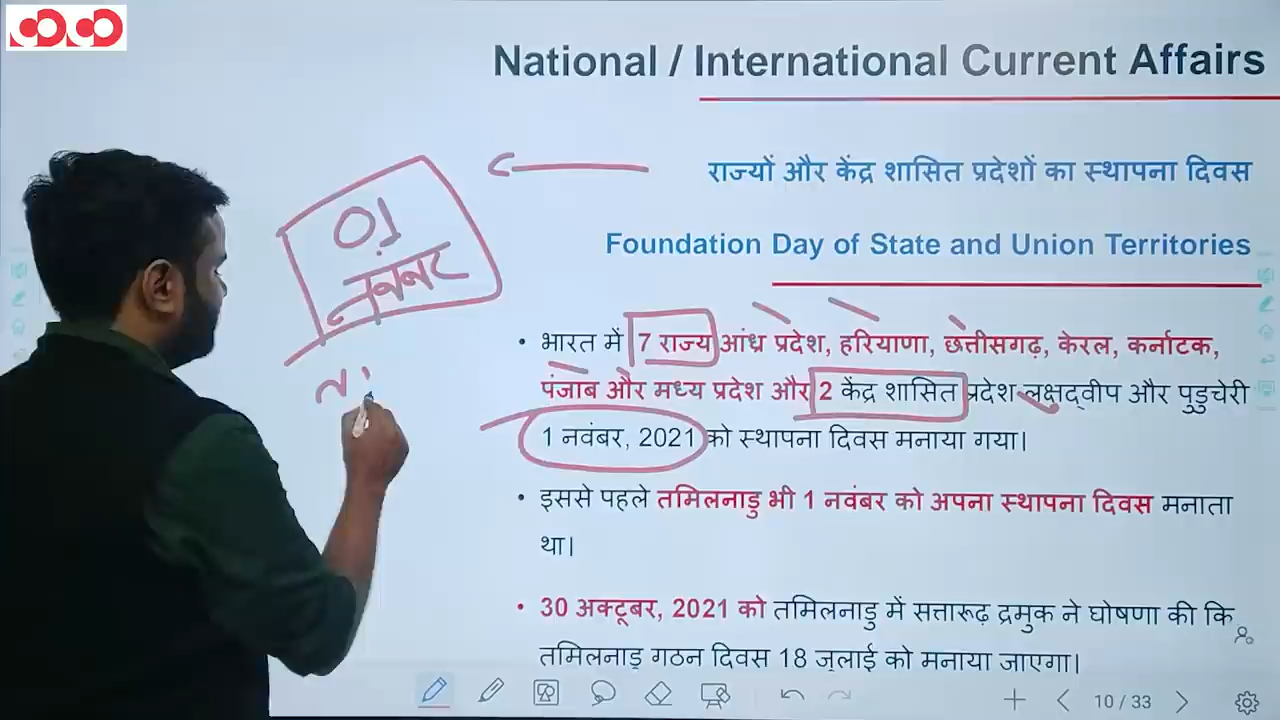 National / International Current Affairs
राज्यों और केंद्र शासित प्रदेशों का स्थापना दिवस
Foundation Day of State and Union Territories
01
नवंबर
• भारत में 7 राज्य आंध्र प्रदेश, हरियाणा, छत्तीसगढ़, केरल, कर्नाटक,
पंजाब और मध्य प्रदेश और 2 केंद्र शासित प्रदेश लक्षद्वीप और पुडुचेरी
1 नवंबर, 2021 को स्थापना दिवस मनाया गया।
• इससे पहले तमिलनाडु भी 1 नवंबर को अपना स्थापना दिवस मनाता
था।
• 30 अक्टूबर, 2021 को तमिलनाडु में सत्तारूढ़ द्रमुक ने घोषणा की कि
तमिलनाडु गठन दिवस 18 जुलाई को मनाया जाएगा।
10 / 33